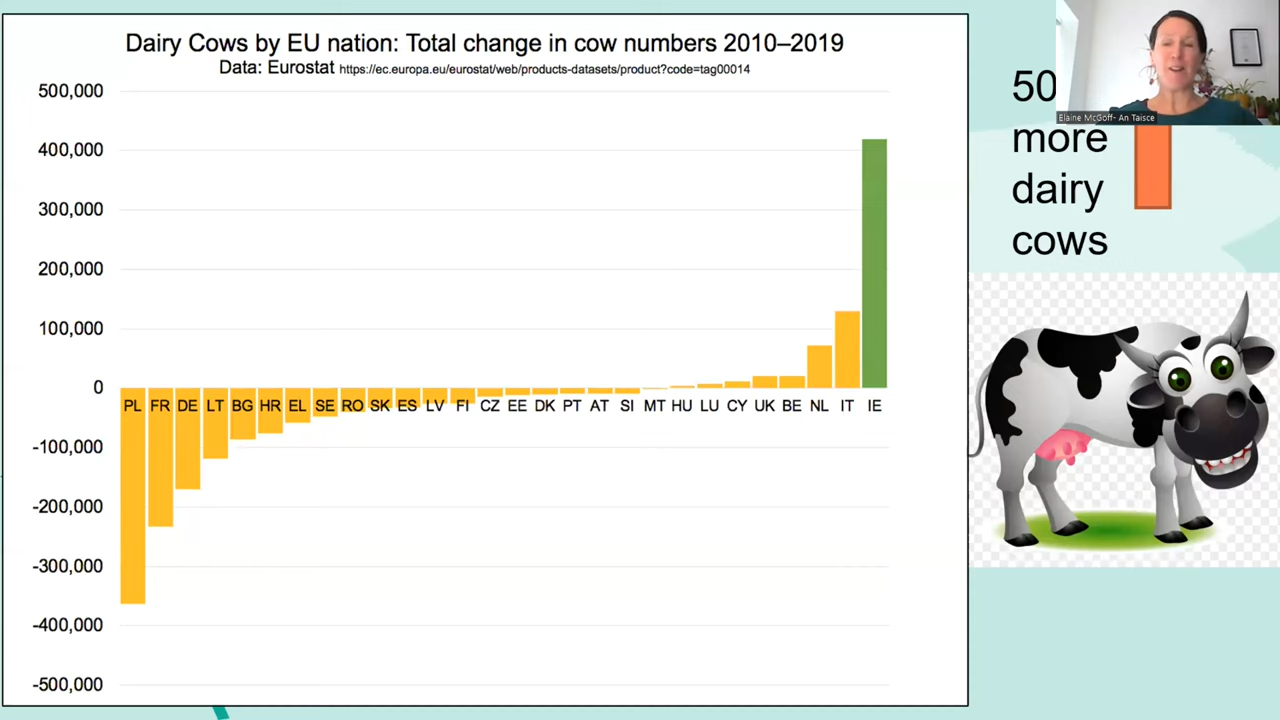 Dairy Cows by EU nation: Total change in cow numbers 2010–2019
Data: Eurostat https://ec.europa.eu/eurostat/web/products-datasets/product?code=tag00014
500,000
400,000
300,000
200,000
100,000
0
PL FR DE LT BG HR EL SE RO SK ES LV FI CZ EE DK PT AT SI MT HU LU CY UK BE NL IT IE
-100,000
-200,000
-300,000
-400,000
-500,000
50
more
dairy
cows
Elaine McGoff- An Taisce